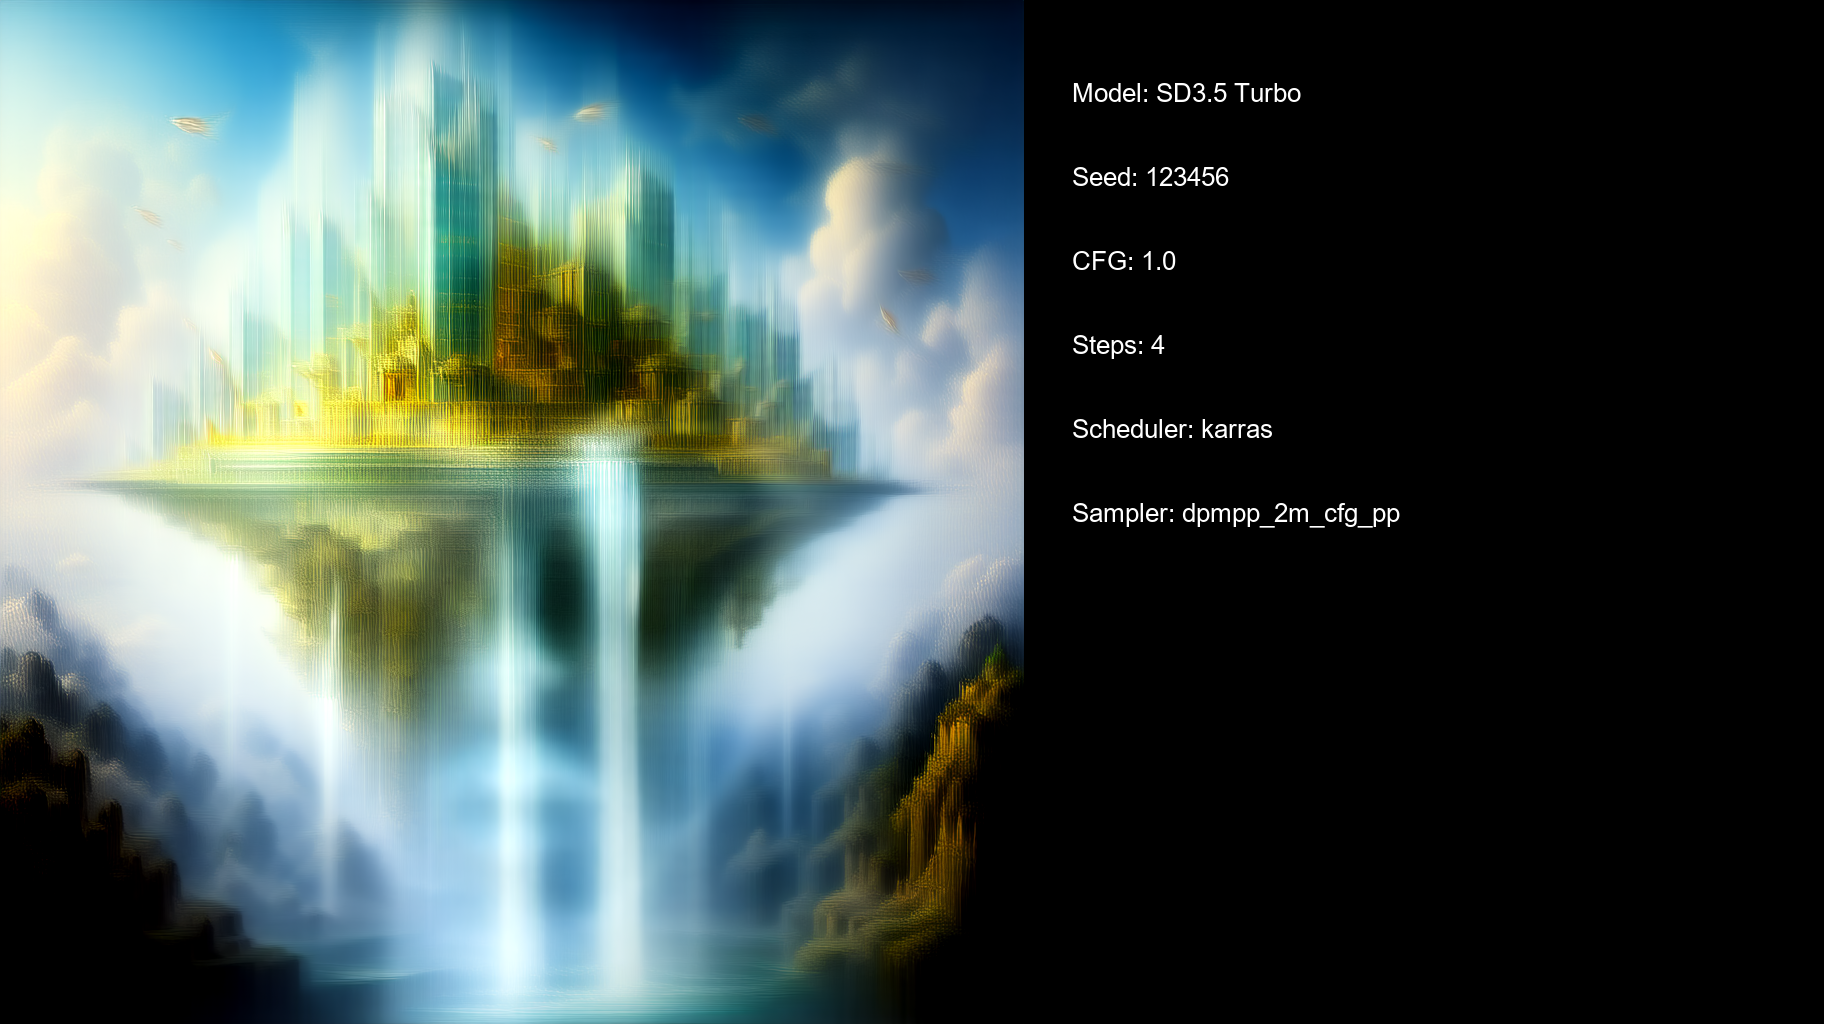 Model: SD3.5 Turbo
Seed: 123456
CFG: 1.0
Steps: 4
Scheduler: karras
Sampler: dpmpp_2m_cfg_pp